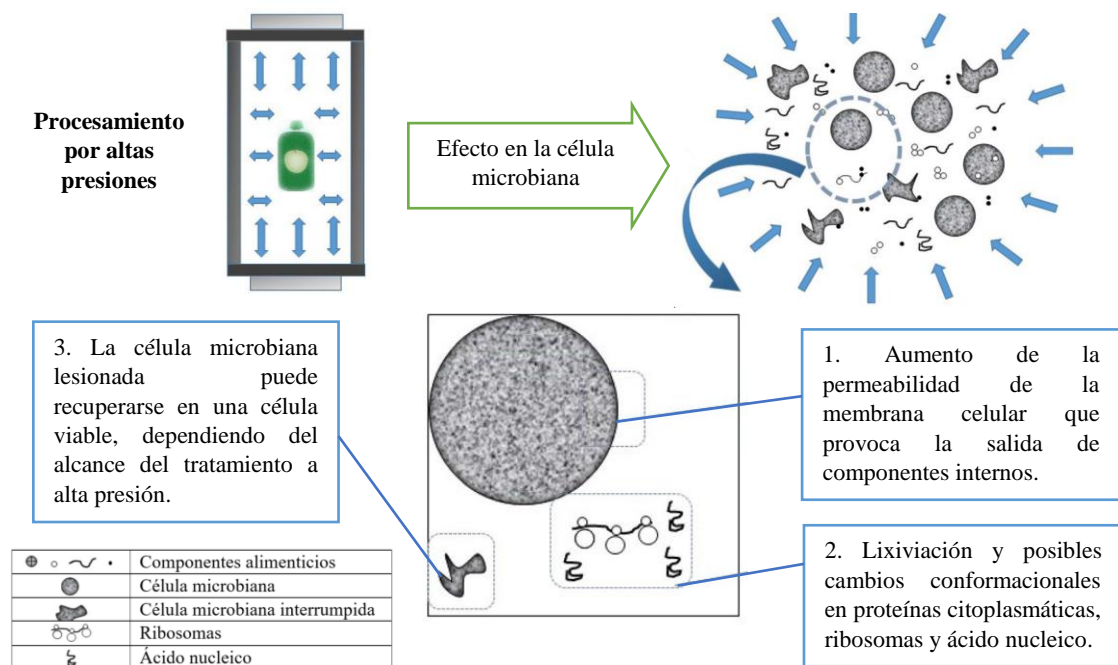 Procesamiento
por altas
presiones
Efecto en la célula
microbiana
3. La célula microbiana
lesionada puede
recuperarse en una célula
viable, dependiendo del
alcance del tratamiento a
alta presión.
1. Aumento de la
permeabilidad de la
membrana celular que
provoca la salida de
componentes internos.
2. Lixiviación y posibles
cambios conformacionales
en proteínas citoplasmáticas,
ribosomas y ácido nucleico.
Componentes alimenticios
Célula microbiana
Célula microbiana interrumpida
Ribosomas
Ácido nucleico